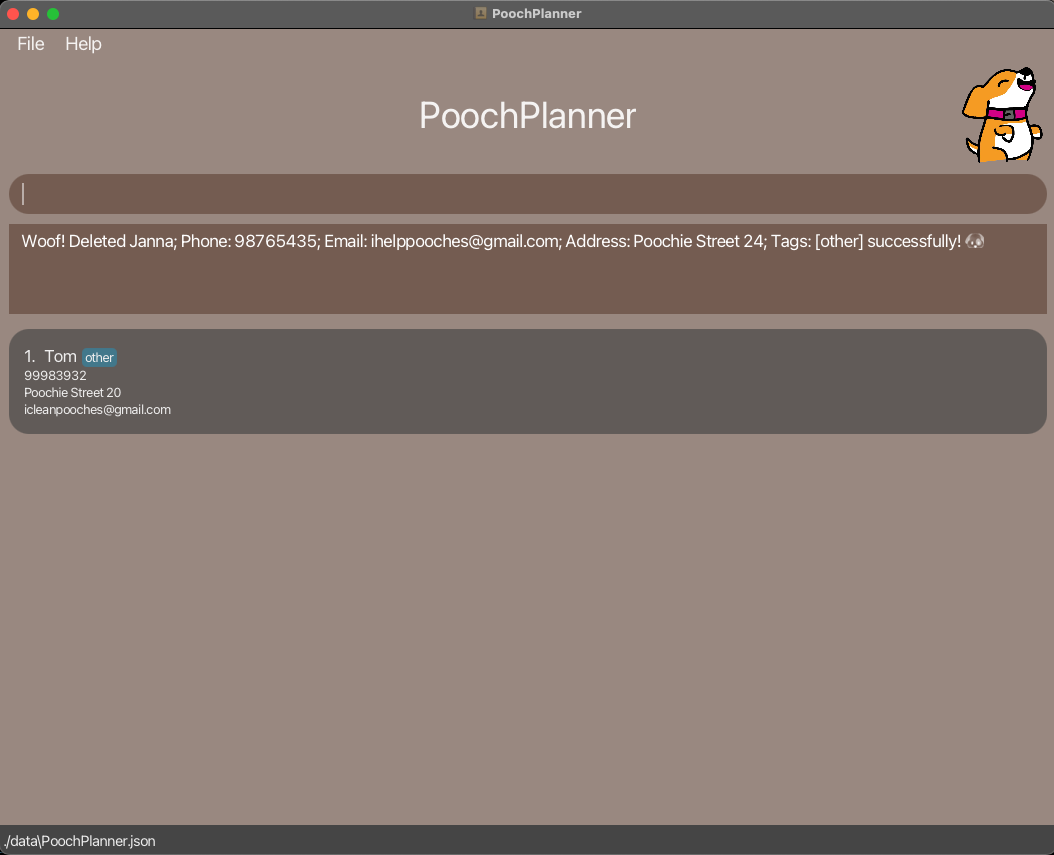 PoochPlanner
File Help
PoochPlanner
Woof! Deleted Janna; Phone: 98765435; Email: ihelppooches@gmail.com; Address: Poochie Street 24; Tags: [other] successfully! 🐶
1. Tom other
99983932
Poochie Street 20
icleanpooches@gmail.com
./data\PoochPlanner.json